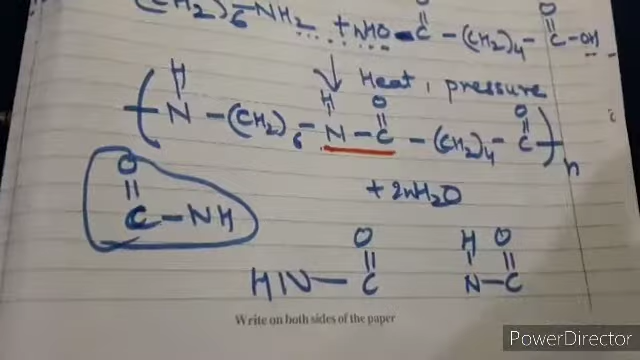 (CH₂)₆-NH₂ + nHO-C-(CH₂)₄-C-OH
O O
Heat, pressure
H H O O
(N-(CH₂)₆-N-C-(CH₂)₄-C)n
+ 2nH₂O
O
C-NH
O H O
HN-C N-C
Write on both sides of the paper
PowerDirector